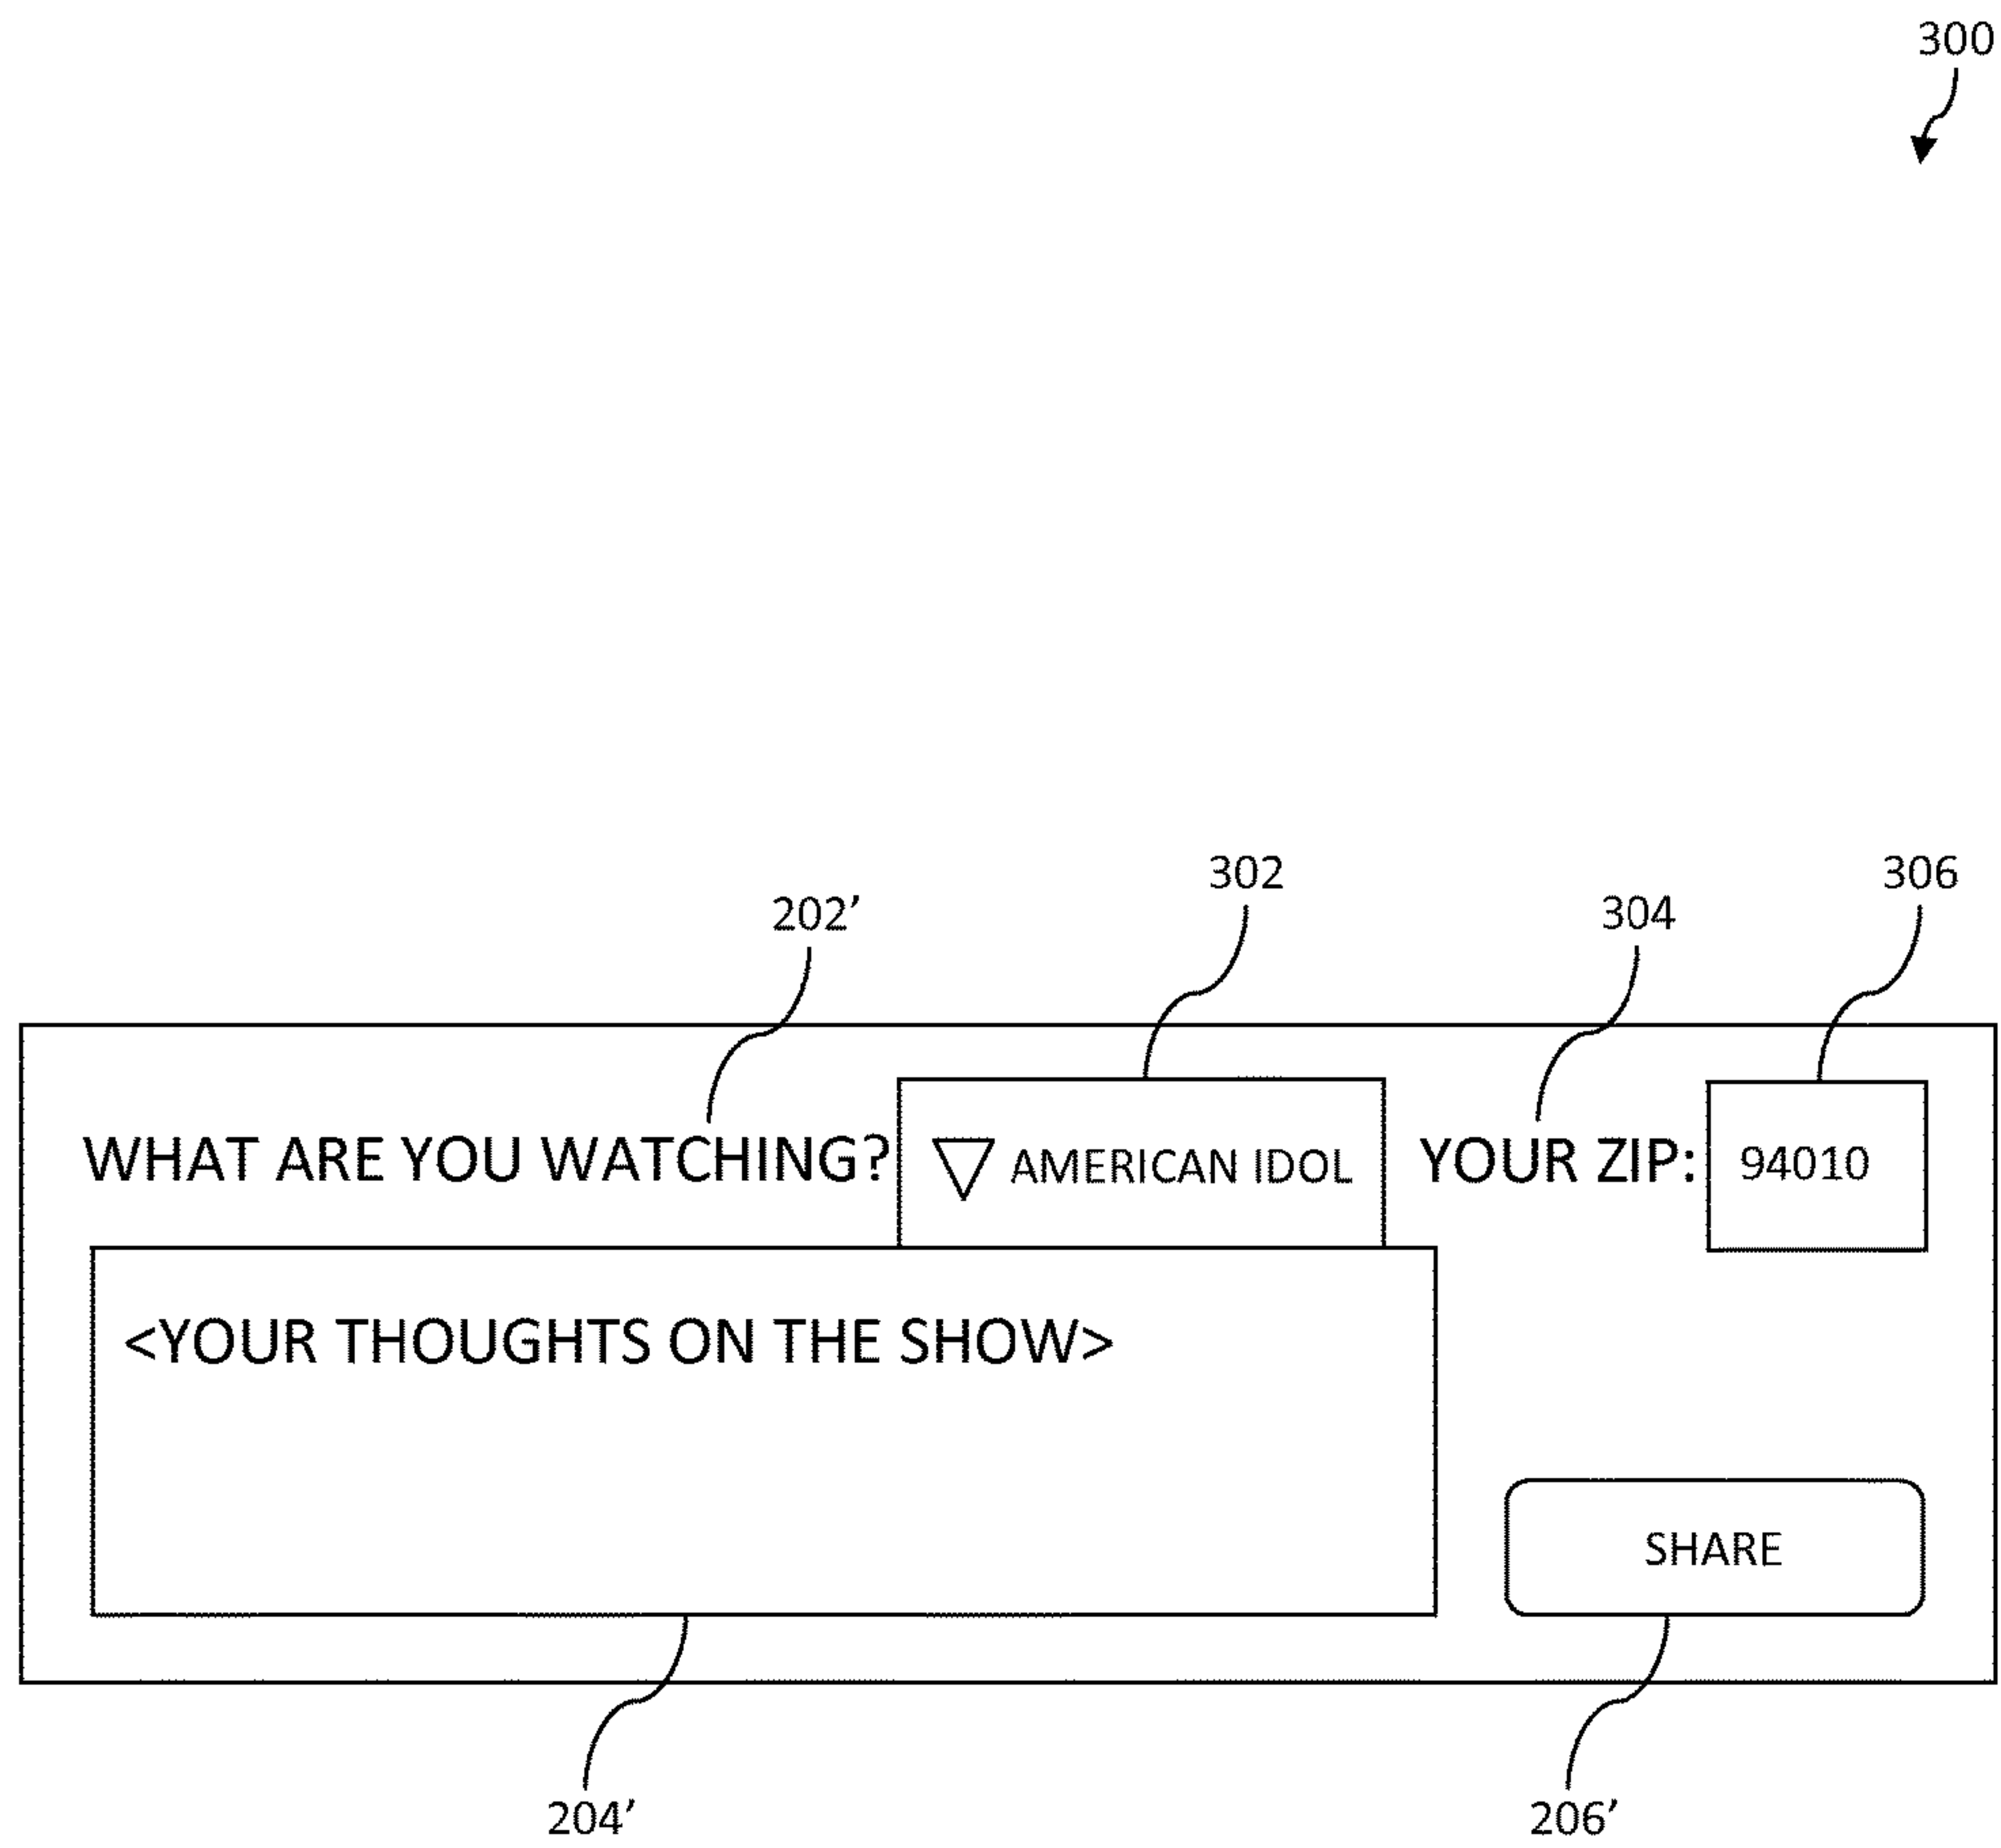 300
302
306
202’
304
WHAT ARE YOU WATCHING?
AMERICAN IDOL
YOUR ZIP:
94010
<YOUR THOUGHTS ON THE SHOW>
SHARE
204’
206’